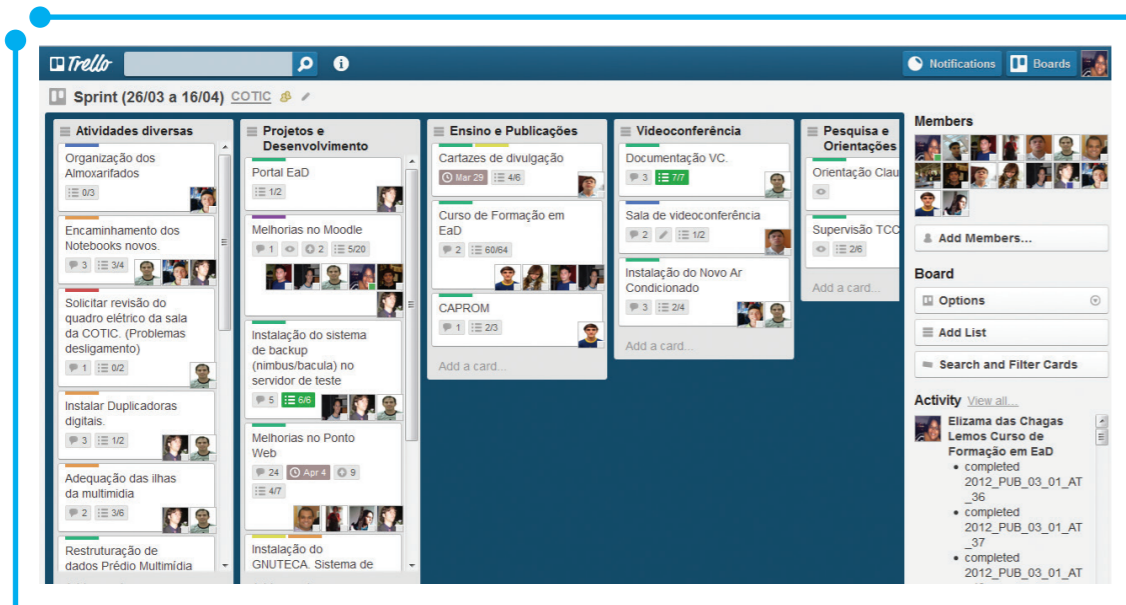 Trello
Notifications
Boards
Sprint (26/03 a 16/04) COTIC
Atividades diversas
Organização dos
Almoxarifados
0/3
Encaminhamento dos
Notebooks novos.
3 3/4
Solicitar revisão do
quadro elétrico da sala
da COTIC. (Problemas
desligamento)
1 0/2
Instalar Duplicadoras
digitais.
3 1/2
Adequação das ilhas
da multimidia
2 3/6
Restruturação de
dados Prédio Multimídia
Projetos e
Desenvolvimento
Portal EaD
1/2
Melhorias no Moodle
1 2 5/20
Instalação do sistema
de backup
(nimbus/bacula) no
servidor de teste
5 6/6
Melhorias no Ponto
Web
24 Apr 4 9
4/7
Instalação do
GNUTECA. Sistema de
Ensino e Publicações
Cartazes de divulgação
Mar 29 4/6
Curso de Formação em
EaD
2 60/64
CAPROM
1 2/3
Add a card...
Videoconferência
Documentação VC.
3 7/7
Sala de videoconferência
2 1/2
Instalação do Novo Ar
Condicionado
3 2/4
Add a card...
Pesquisa e
Orientações
Orientação Clau
Supervisão TCC
2/6
Add a card...
Members
Add Members...
Board
Options
Add List
Search and Filter Cards
Activity View all...
Elizama das Chagas
Lemos Curso de
Formação em EaD
• completed
2012_PUB_03_01_AT
_36
• completed
2012_PUB_03_01_AT
_37
• completed
2012_PUB_03_01_AT